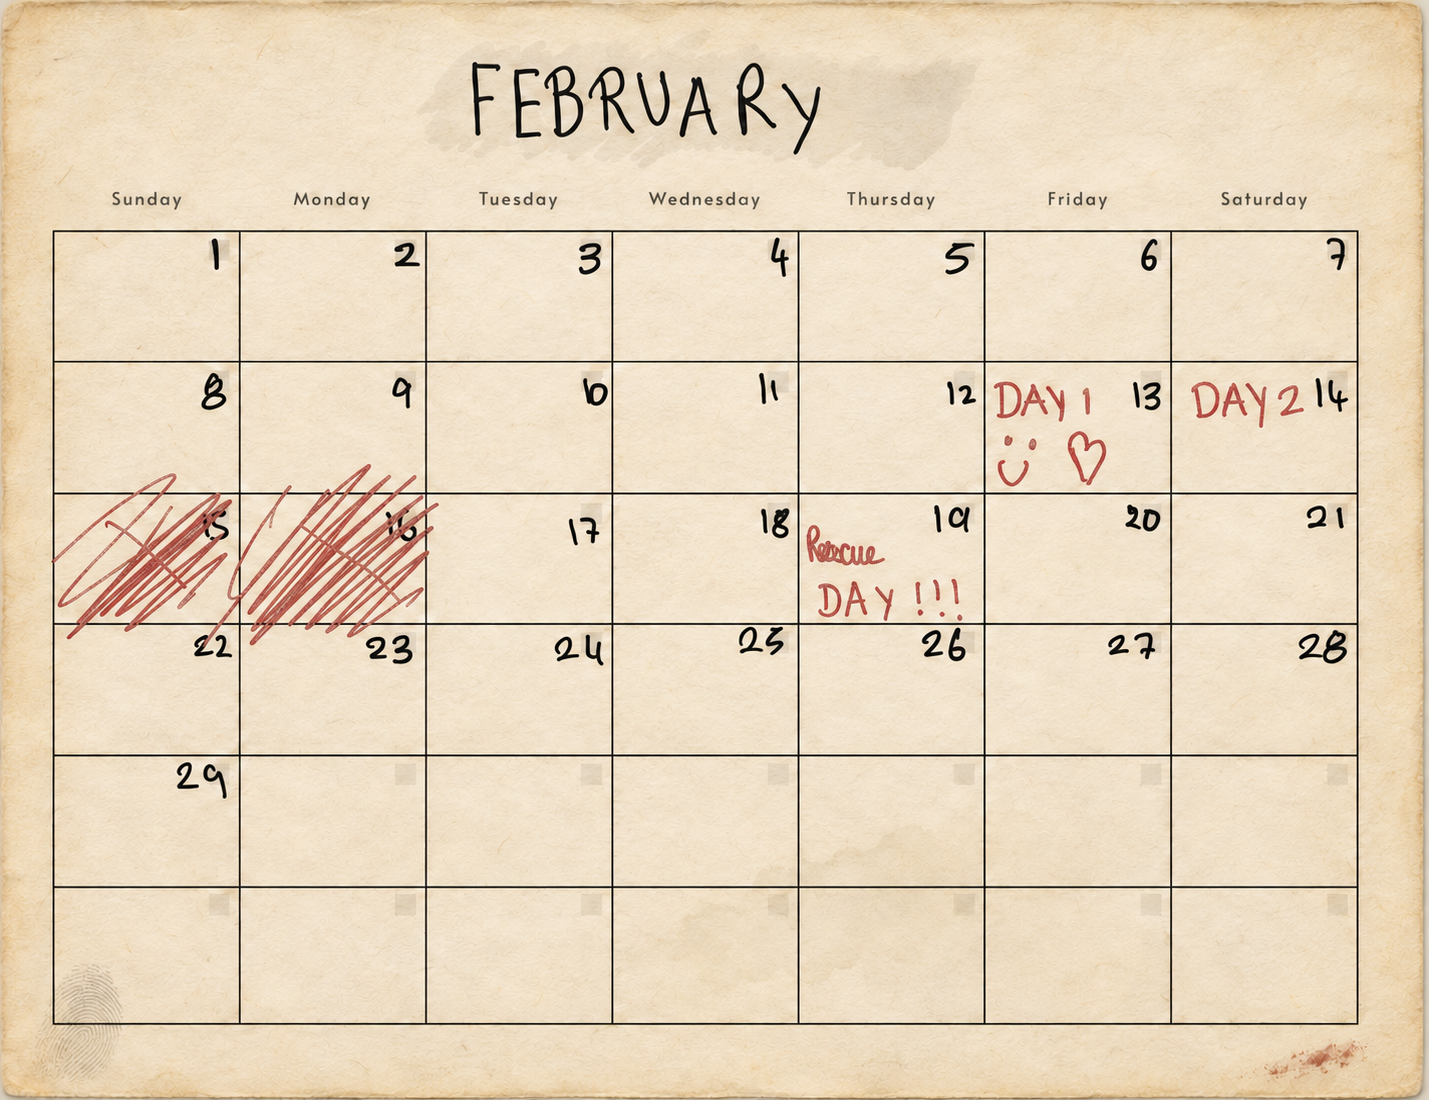 FEBRUARY
Sunday Monday Tuesday Wednesday Thursday Friday Saturday
1 2 3 4 5 6 7
8 9 10 11 12 DAY 1 13 DAY 2 14
15 16 17 18 19 20 21
Rescue
DAY !!!
22 23 24 25 26 27 28
29